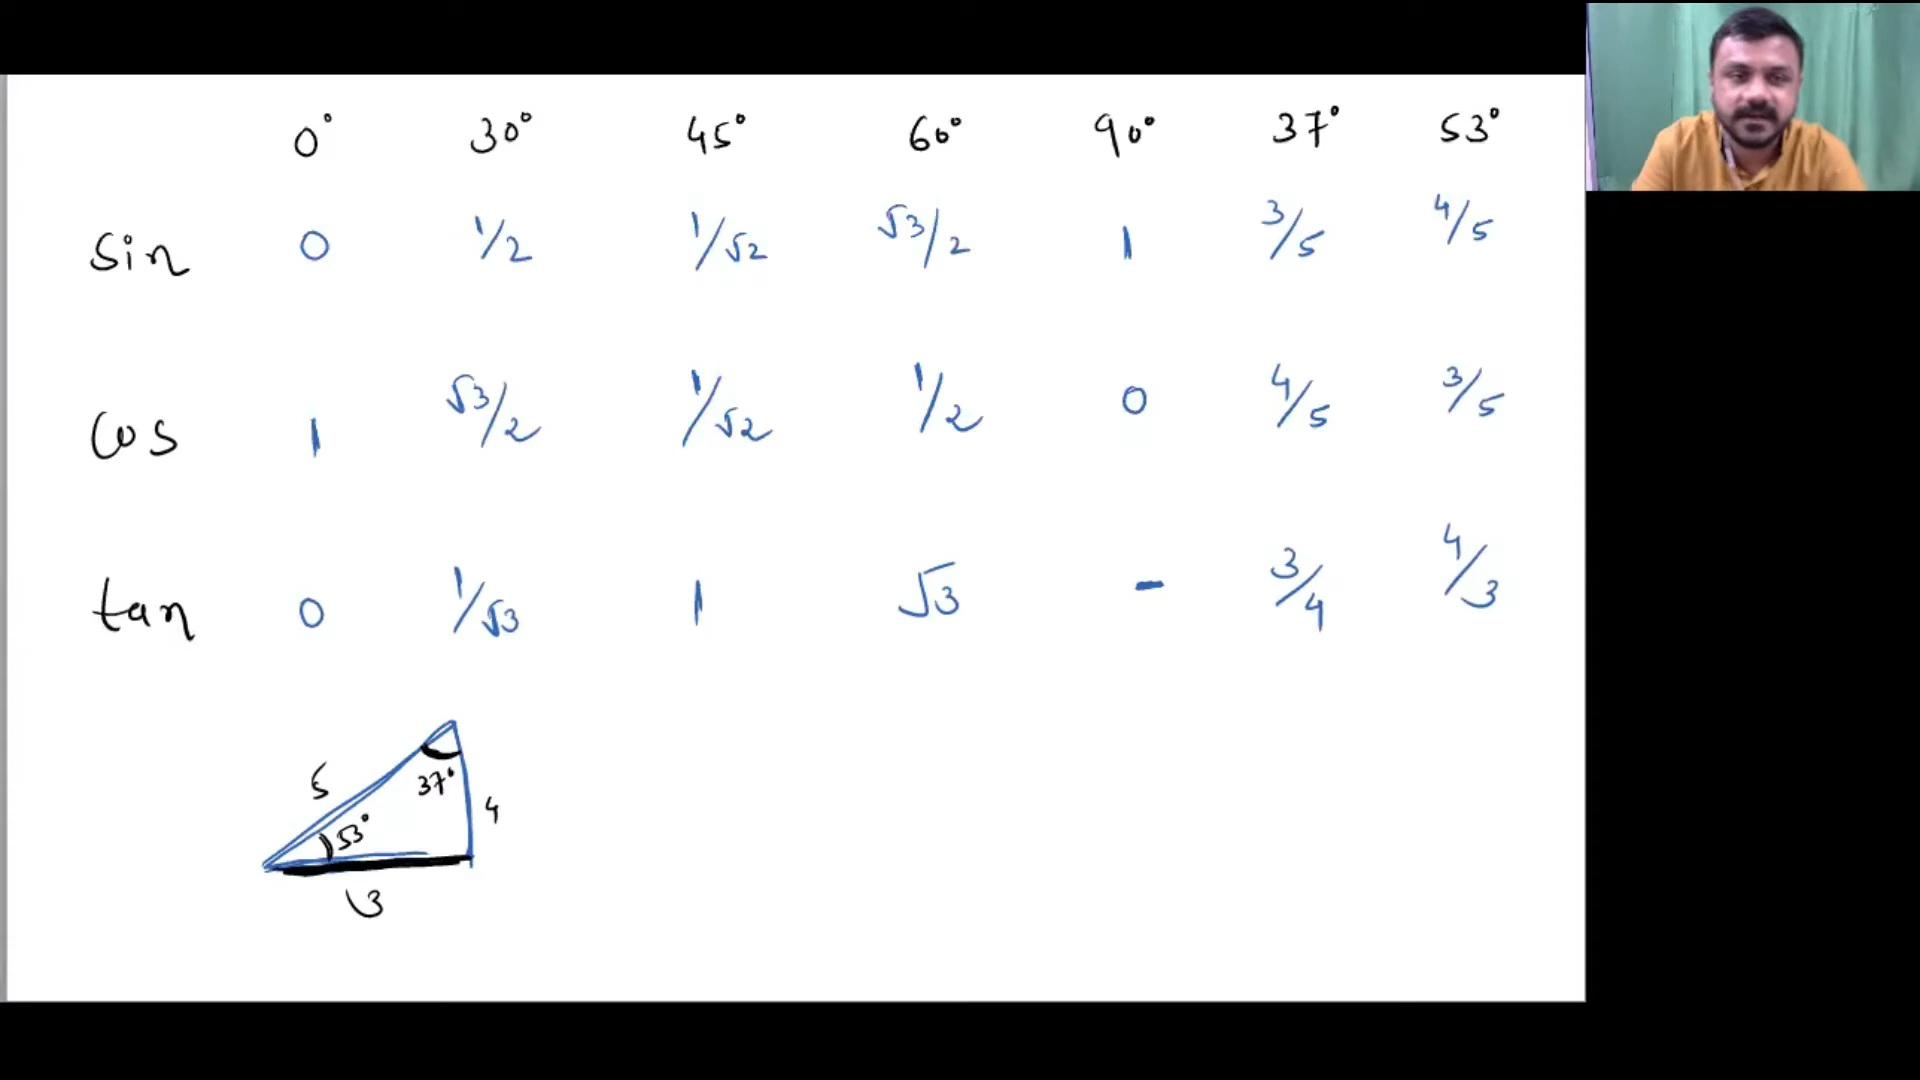 0° 30° 45° 60° 90° 37° 53°
sin 0 1/2 1/√2 √3/2 1 3/5 4/5
cos 1 √3/2 1/√2 1/2 0 4/5 3/5
tan 0 1/√3 1 √3 - 3/4 4/3
5 37° 4
53°
3